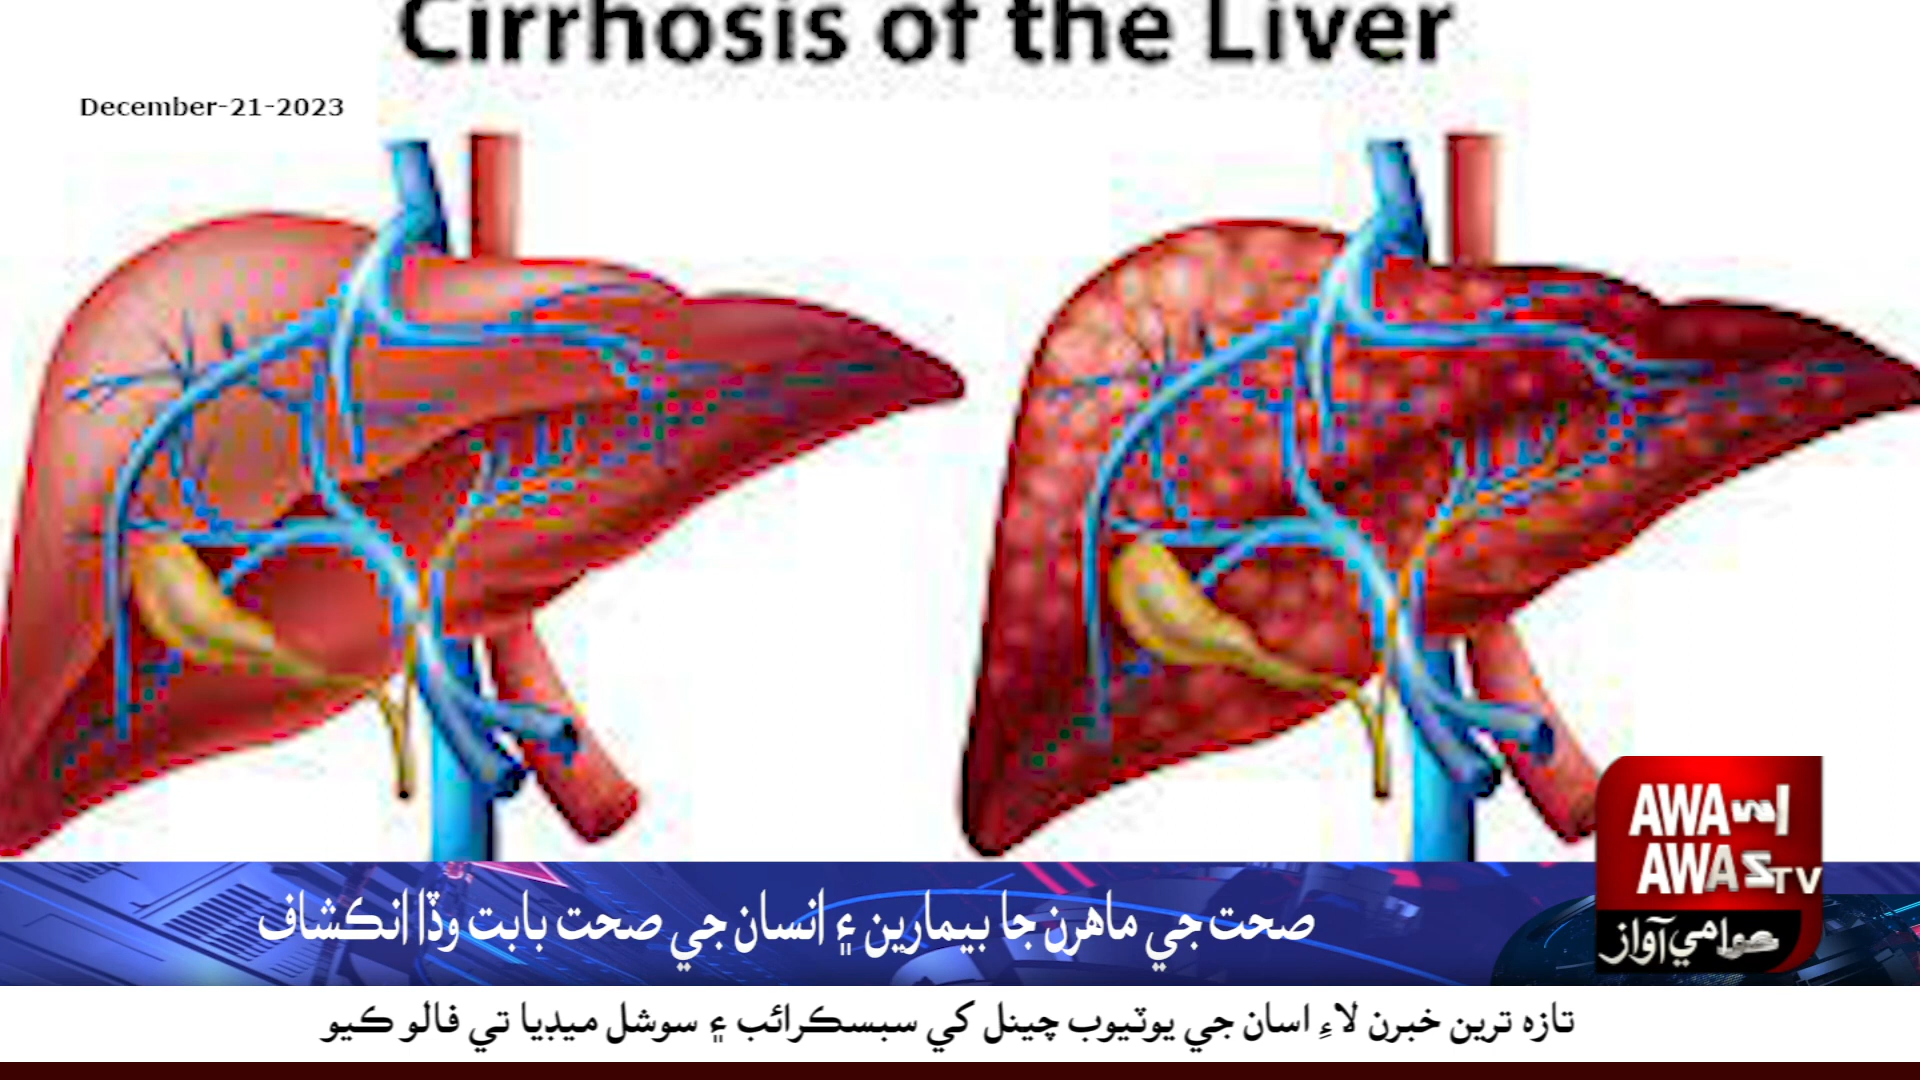 Cirrhosis of the Liver
December-21-2023
AWA
AWAZ TV
عوامي آواز
صحت جي ماهرن جا بيمارين ۽ انسان جي صحت بابت وڏا انڪشاف
تازه ترين خبرن لاءِ اسان جي يوٽيوب چينل کي سبسڪرائب ۽ سوشل ميڊيا تي فالو ڪيو